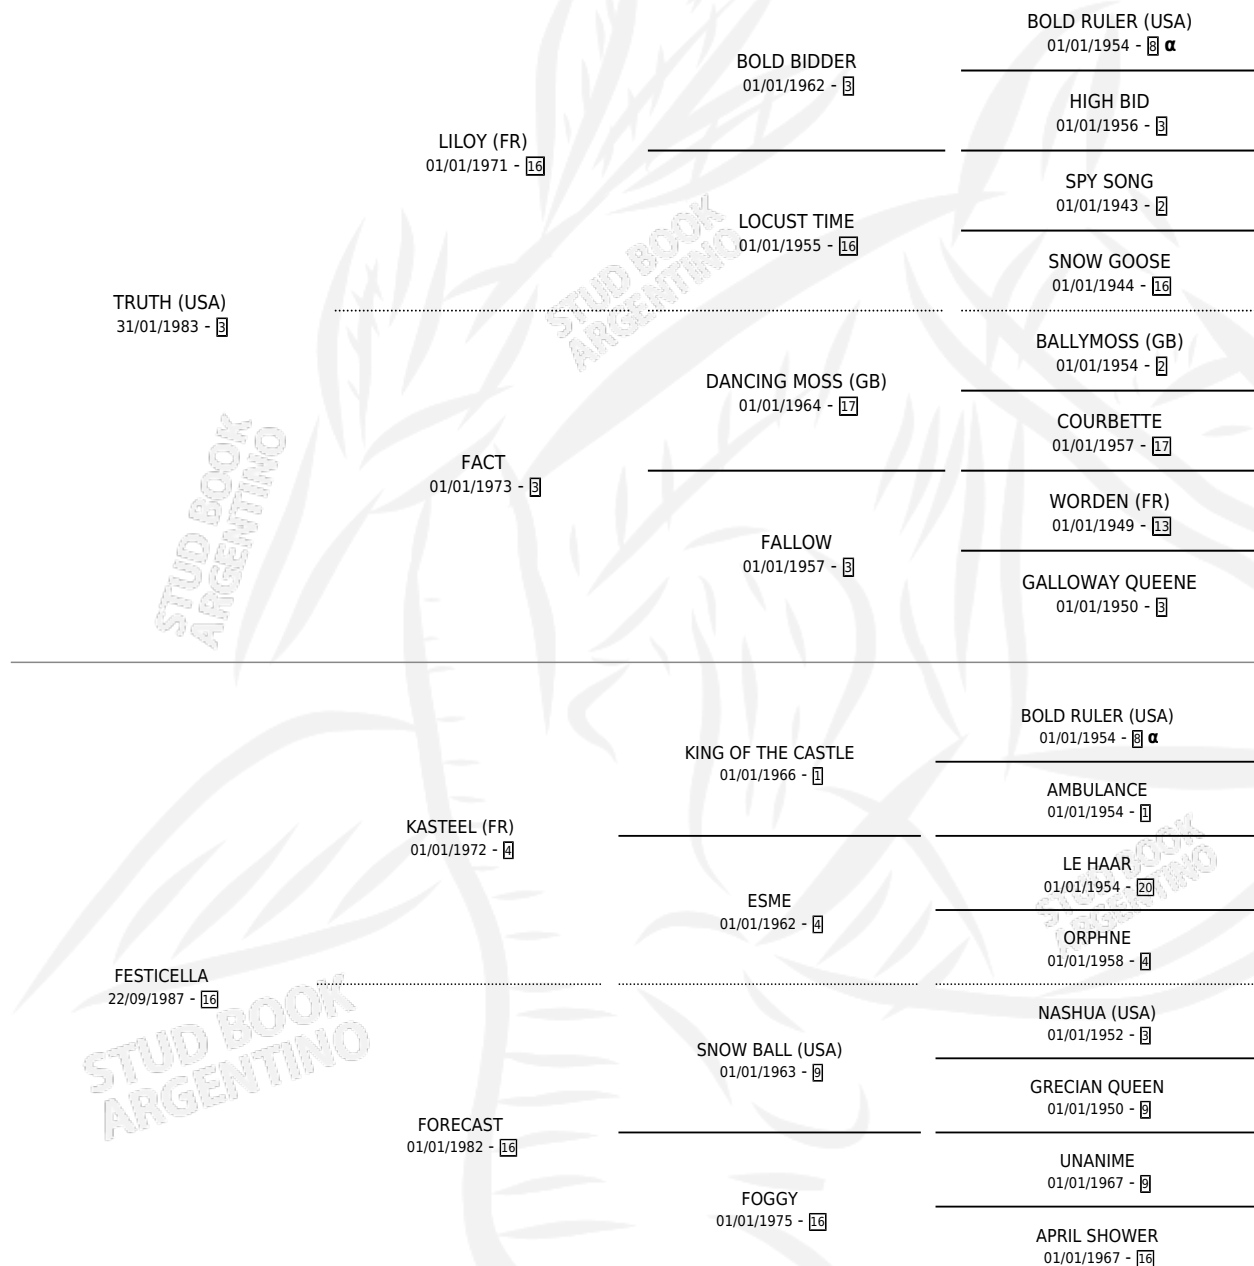 BOLD RULER (USA)
01/01/1954 - 8 α
BOLD BIDDER
01/01/1962 - 3
HIGH BID
01/01/1956 - 3
LILOY (FR)
01/01/1971 - 16
SPY SONG
01/01/1943 - 2
LOCUST TIME
01/01/1955 - 16
SNOW GOOSE
01/01/1944 - 16
STUD BOOK
ARGENTINO
TRUTH (USA)
31/01/1983 - 3
BALLYMOSS (GB)
01/01/1954 - 2
DANCING MOSS (GB)
01/01/1964 - 17
COURBETTE
01/01/1957 - 17
FACT
01/01/1973 - 3
WORDEN (FR)
01/01/1949 - 13
FALLOW
01/01/1957 - 3
GALLOWAY QUEENE
01/01/1950 - 3
STUD BOOK
ARGENTINO
BOLD RULER (USA)
01/01/1954 - 8 α
KING OF THE CASTLE
01/01/1966 - 1
AMBULANCE
01/01/1954 - 1
KASTEEL (FR)
01/01/1972 - 4
LE HAAR
01/01/1954 - 20
STUD BOOK
ARGENTINO
ESME
01/01/1962 - 4
ORPHNE
01/01/1958 - 4
FESTICELLA
22/09/1987 - 16
STUD BOOK
ARGENTINO
NASHUA (USA)
01/01/1952 - 3
SNOW BALL (USA)
01/01/1963 - 9
GRECIAN QUEEN
01/01/1950 - 9
FORECAST
01/01/1982 - 16
UNANIME
01/01/1967 - 9
FOGGY
01/01/1975 - 16
APRIL SHOWER
01/01/1967 - 16